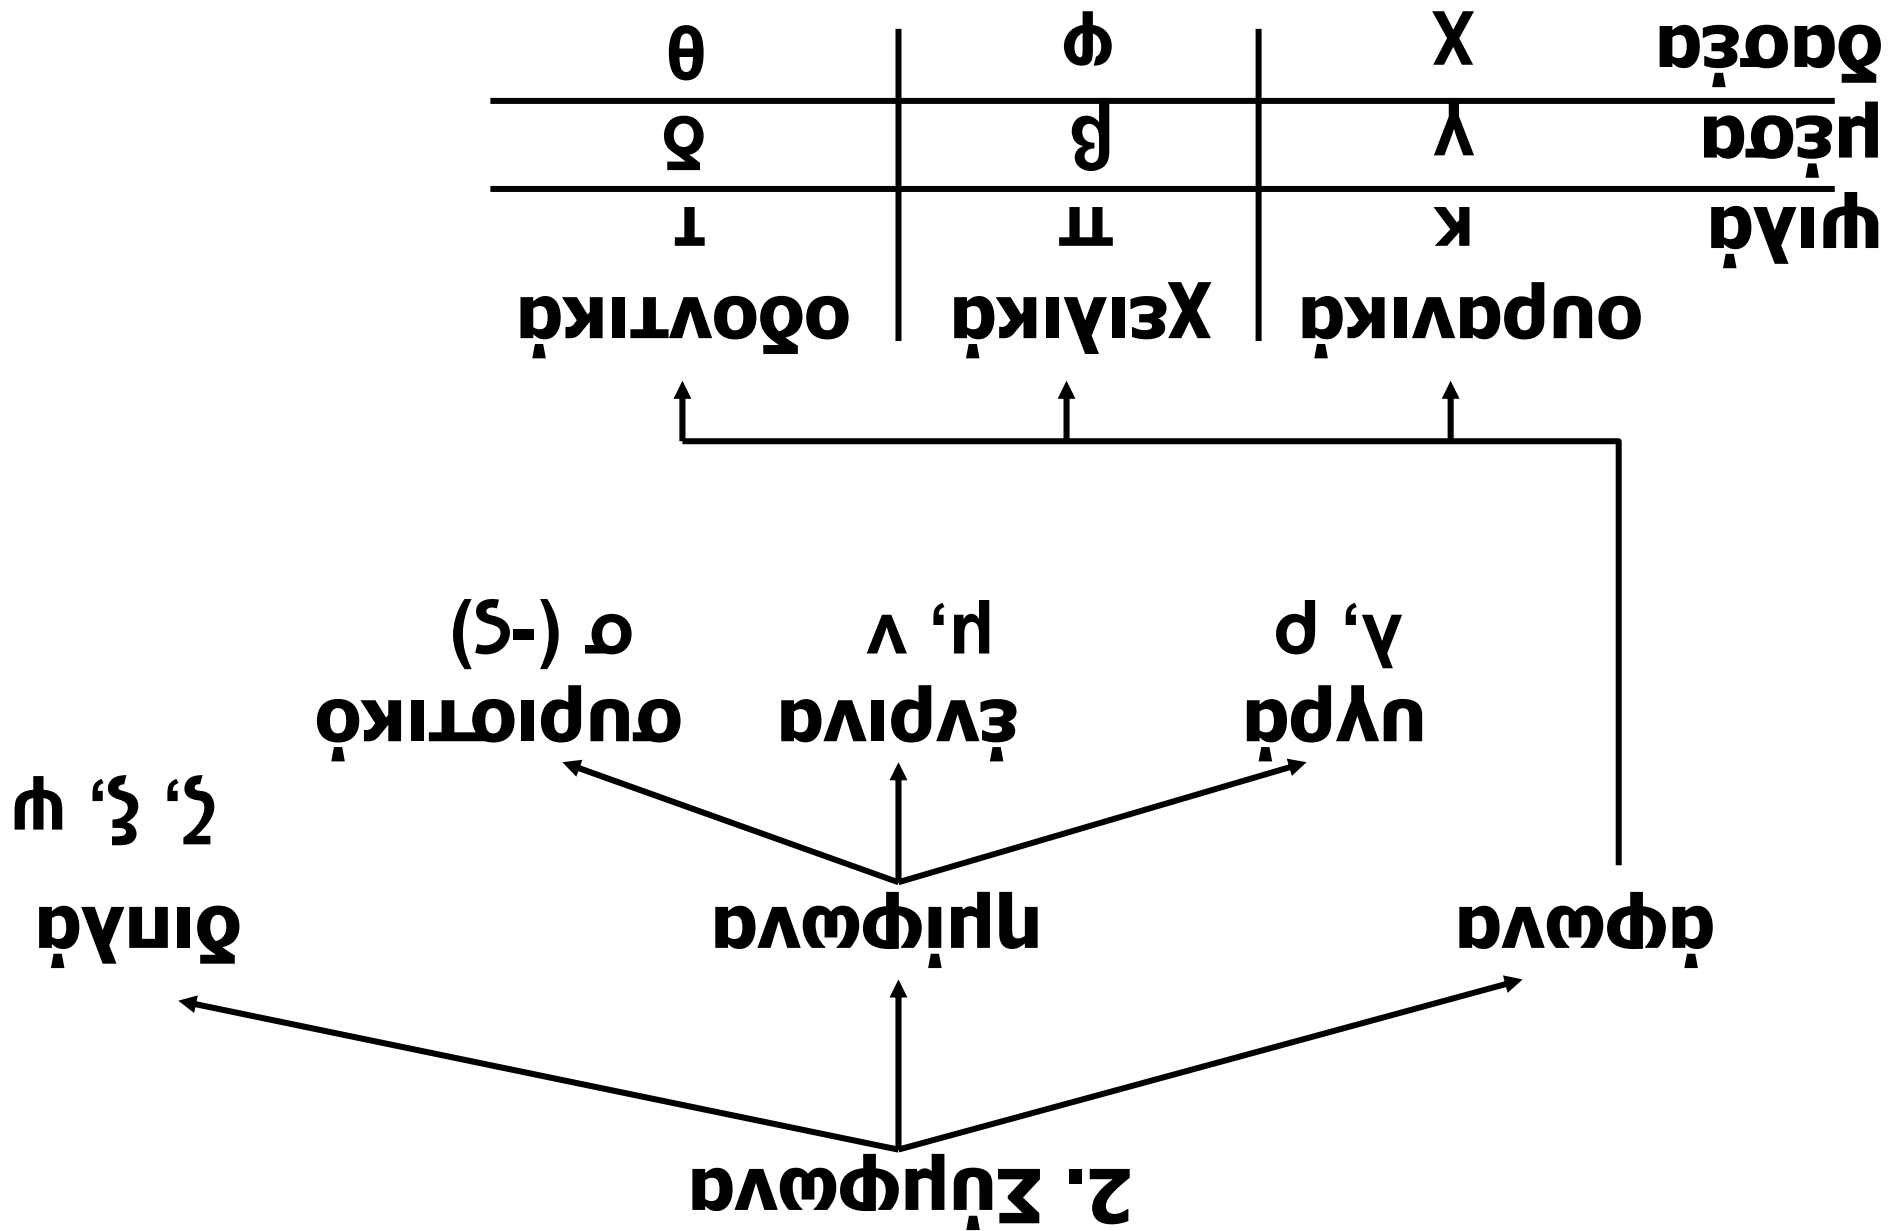 2. Σύμφωνα
άφωνα ημίφωνα διπλά
ζ, ξ, ψ
υγρά ένρινα συριστικό
λ, ρ μ, ν σ (-ς)
ουρανικά χειλικά οδοντικά
ψιλά κ π τ
μέσα γ β δ
δασέα χ φ θ